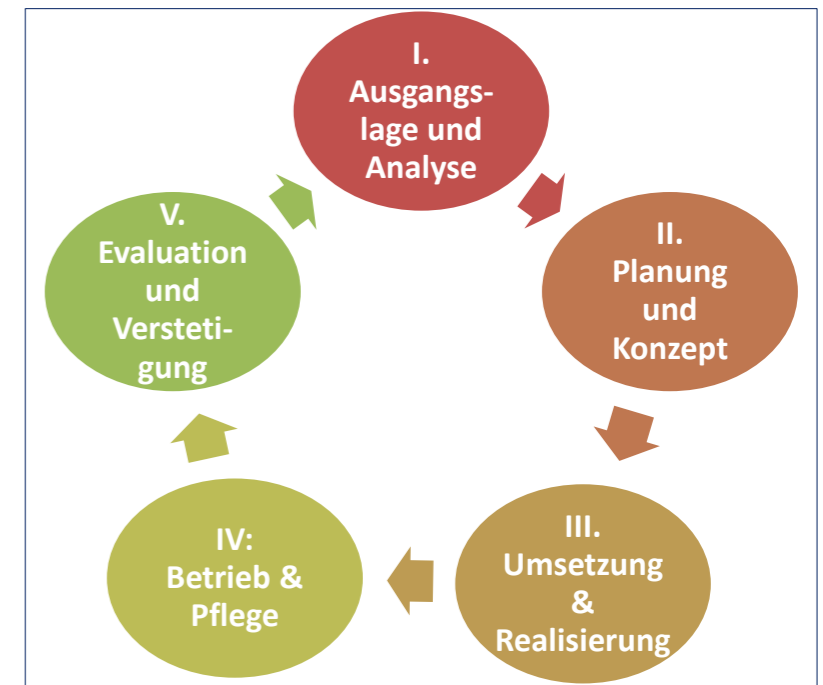 I.
Ausgangs-
lage und
Analyse
II.
Planung
und
Konzept
III.
Umsetzung
&
Realisierung
IV:
Betrieb &
Pflege
V.
Evaluation
und
Versteti-
gung